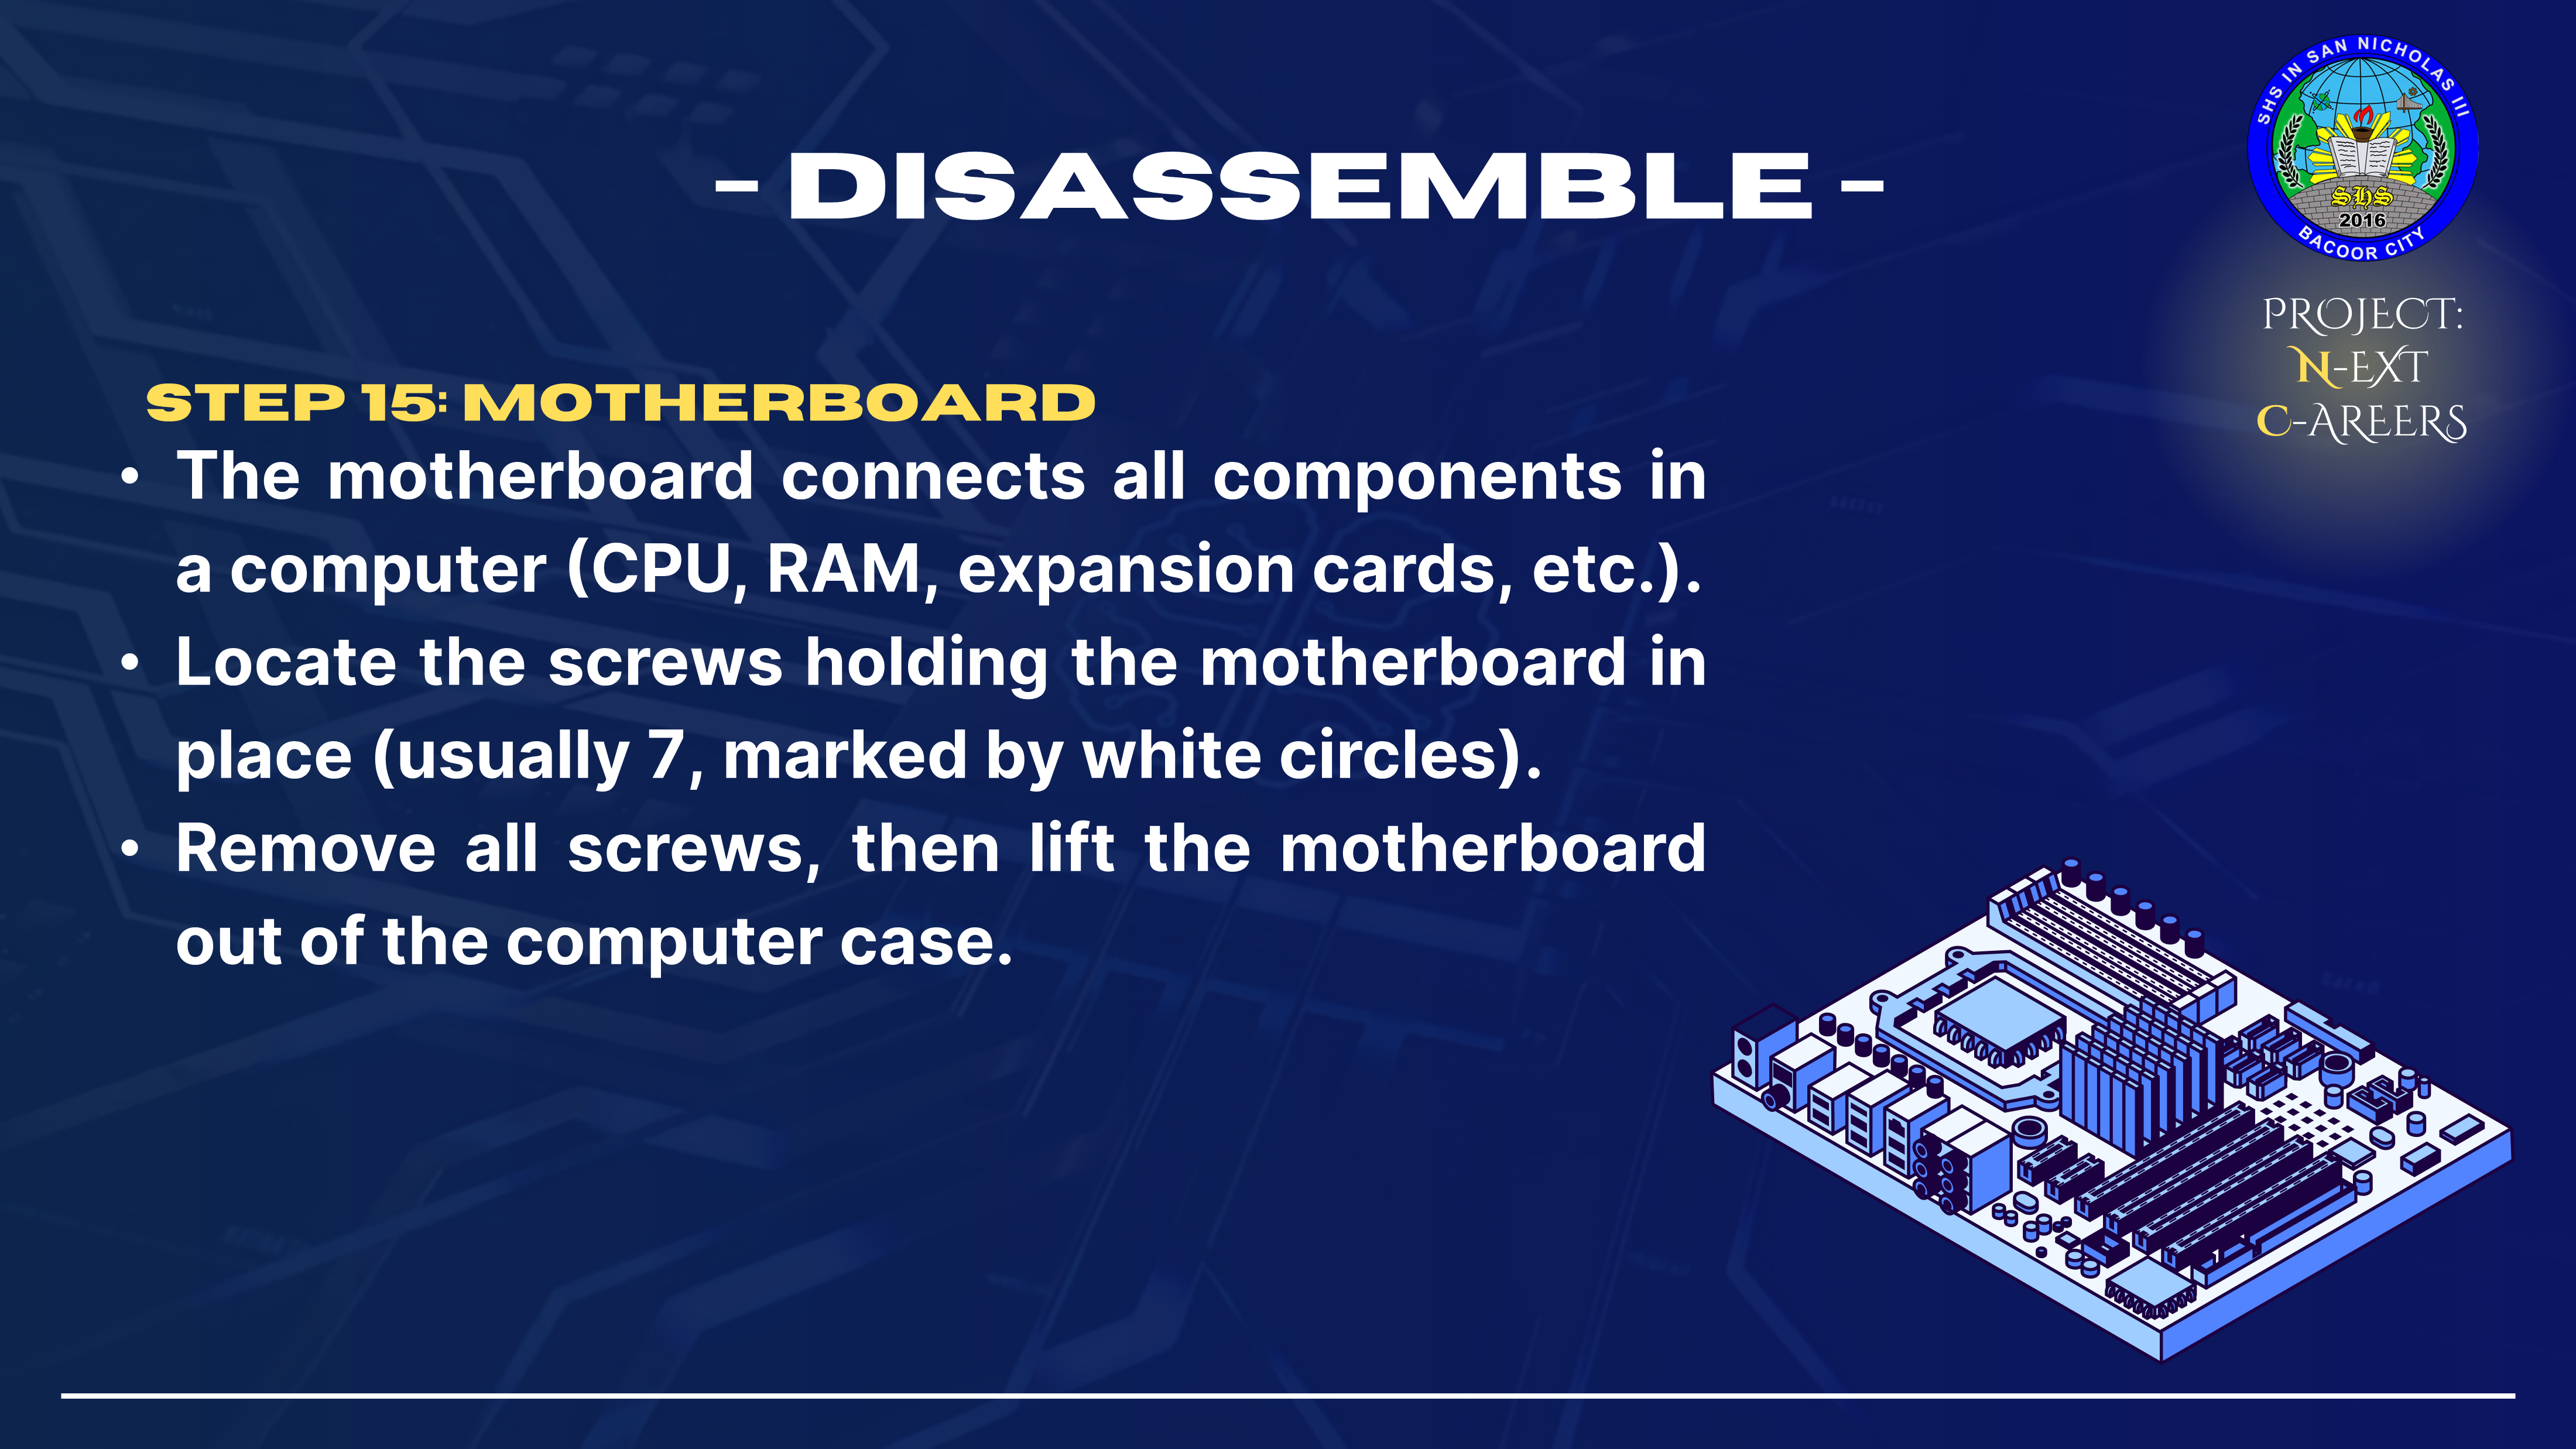 - DISASSEMBLE -
SHS IN SAN NICHOLAS III
SHS
2016
BACOOR CITY
PROJECT:
N-EXT
C-AREERS
STEP 15: MOTHERBOARD
• The motherboard connects all components in
a computer (CPU, RAM, expansion cards, etc.).
• Locate the screws holding the motherboard in
place (usually 7, marked by white circles).
• Remove all screws, then lift the motherboard
out of the computer case.